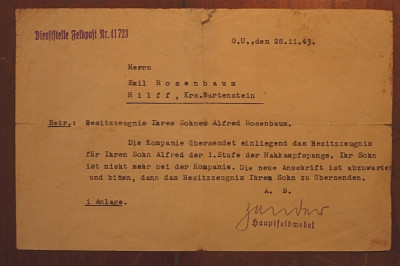 Dienststelle Feldpost Nr. 41723
O.U., den 28.11.43.
Herrn
Emil Rosenbaum
Hilff, Krs.Bartenstein
Betr.: Besitzzeugnis Ihres Sohnes Alfred Rosenbaum.
Die Kompanie übersendet einliegend das Besitzzeugnis
für Ihren Sohn Alfred der 1.Stufe der Nahkampfspange. Ihr Sohn
ist nicht mehr bei der Kompanie. Die neue Anschrift ist abzuwarten
und bitten, dann das Besitzzeugnis Ihrem Sohn zu übersenden.
A. B.
Zander
Hauptfeldwebel
1 Anlage.